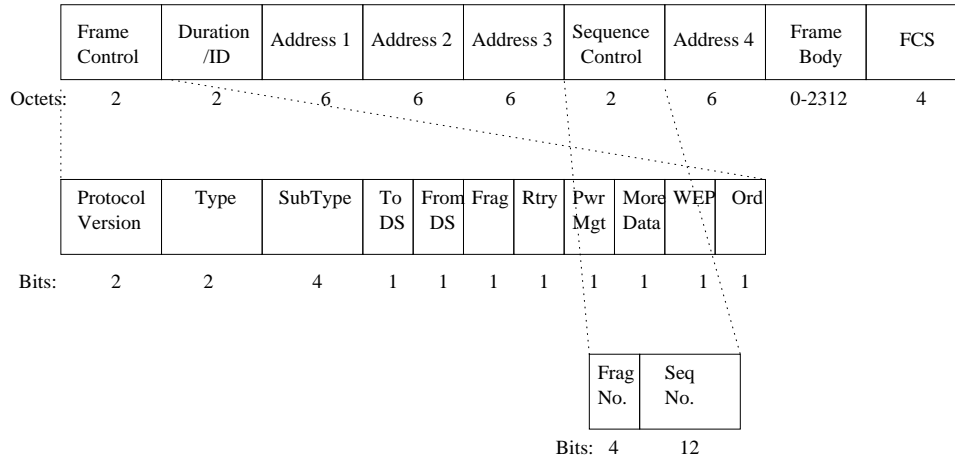 Frame Control Duration /ID Address 1 Address 2 Address 3 Sequence Control Address 4 Frame Body FCS
Octets: 2 2 6 6 6 2 6 0-2312 4
Protocol Version Type SubType To DS From DS Frag Rtry Pwr Mgt More Data WEP Ord
Bits: 2 2 4 1 1 1 1 1 1 1 1
Frag No. Seq No.
Bits: 4 12